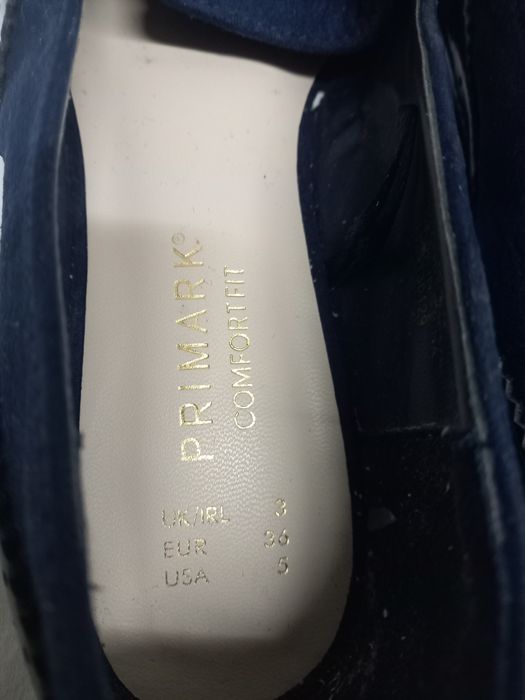 PRIMARK®
COMFORTFIT
UK/IRL 3
EUR 36
USA 5